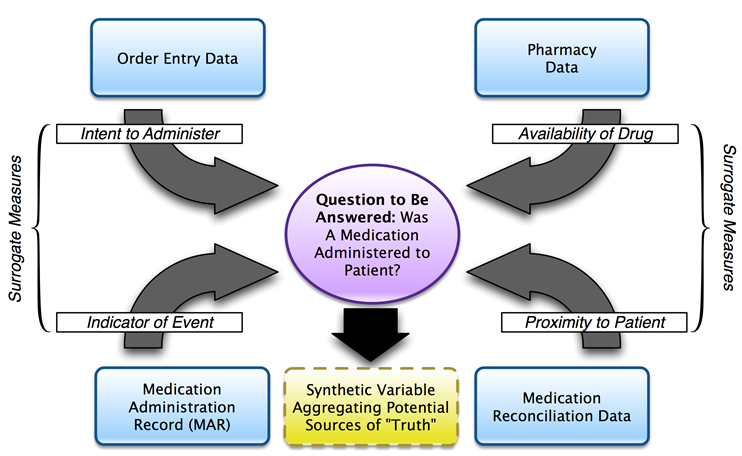 Order Entry Data
Pharmacy
Data
Intent to Administer
Availability of Drug
Surrogate Measures
Surrogate Measures
Question to Be
Answered: Was
A Medication
Administered to
Patient?
Indicator of Event
Proximity to Patient
Medication
Administration
Record (MAR)
Synthetic Variable
Aggregating Potential
Sources of "Truth"
Medication
Reconciliation Data